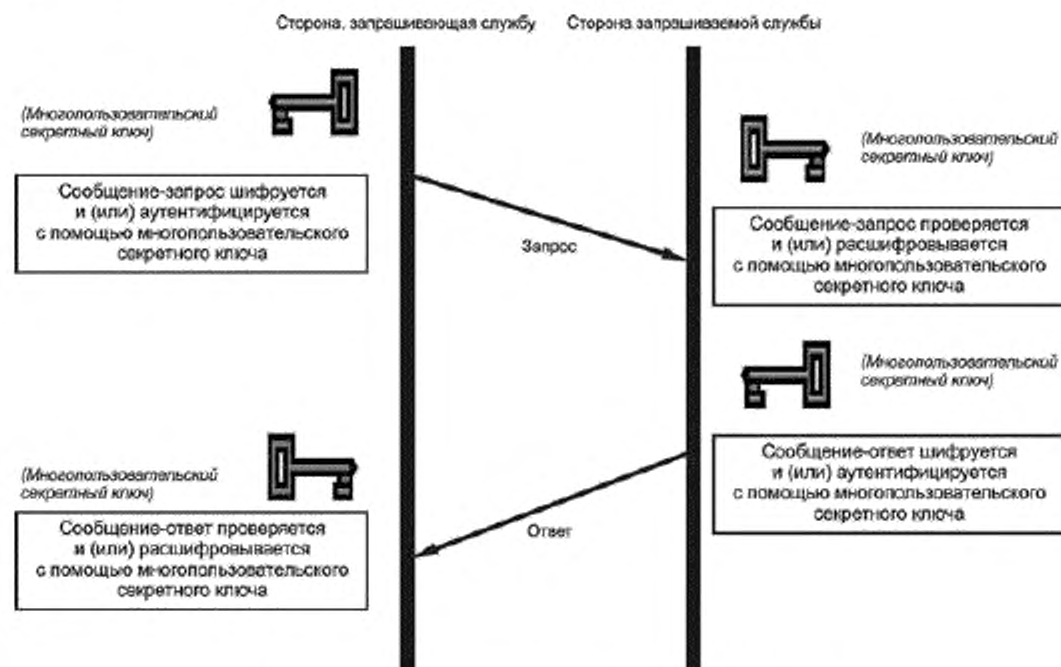 Сторона, запрашивающая службу
Сторона запрашиваемой службы
(Многопользовательский
секретный ключ)
Сообщение-запрос шифруется
и (или) аутентифицируется
с помощью многопользовательского
секретного ключа
Запрос
(Многопользовательский
секретный ключ)
Сообщение-запрос проверяется
и (или) расшифровывается
с помощью многопользовательского
секретного ключа
(Многопользовательский
секретный ключ)
Сообщение-ответ шифруется
и (или) аутентифицируется
с помощью многопользовательского
секретного ключа
Ответ
(Многопользовательский
секретный ключ)
Сообщение-ответ проверяется
и (или) расшифровывается
с помощью многопользовательского
секретного ключа